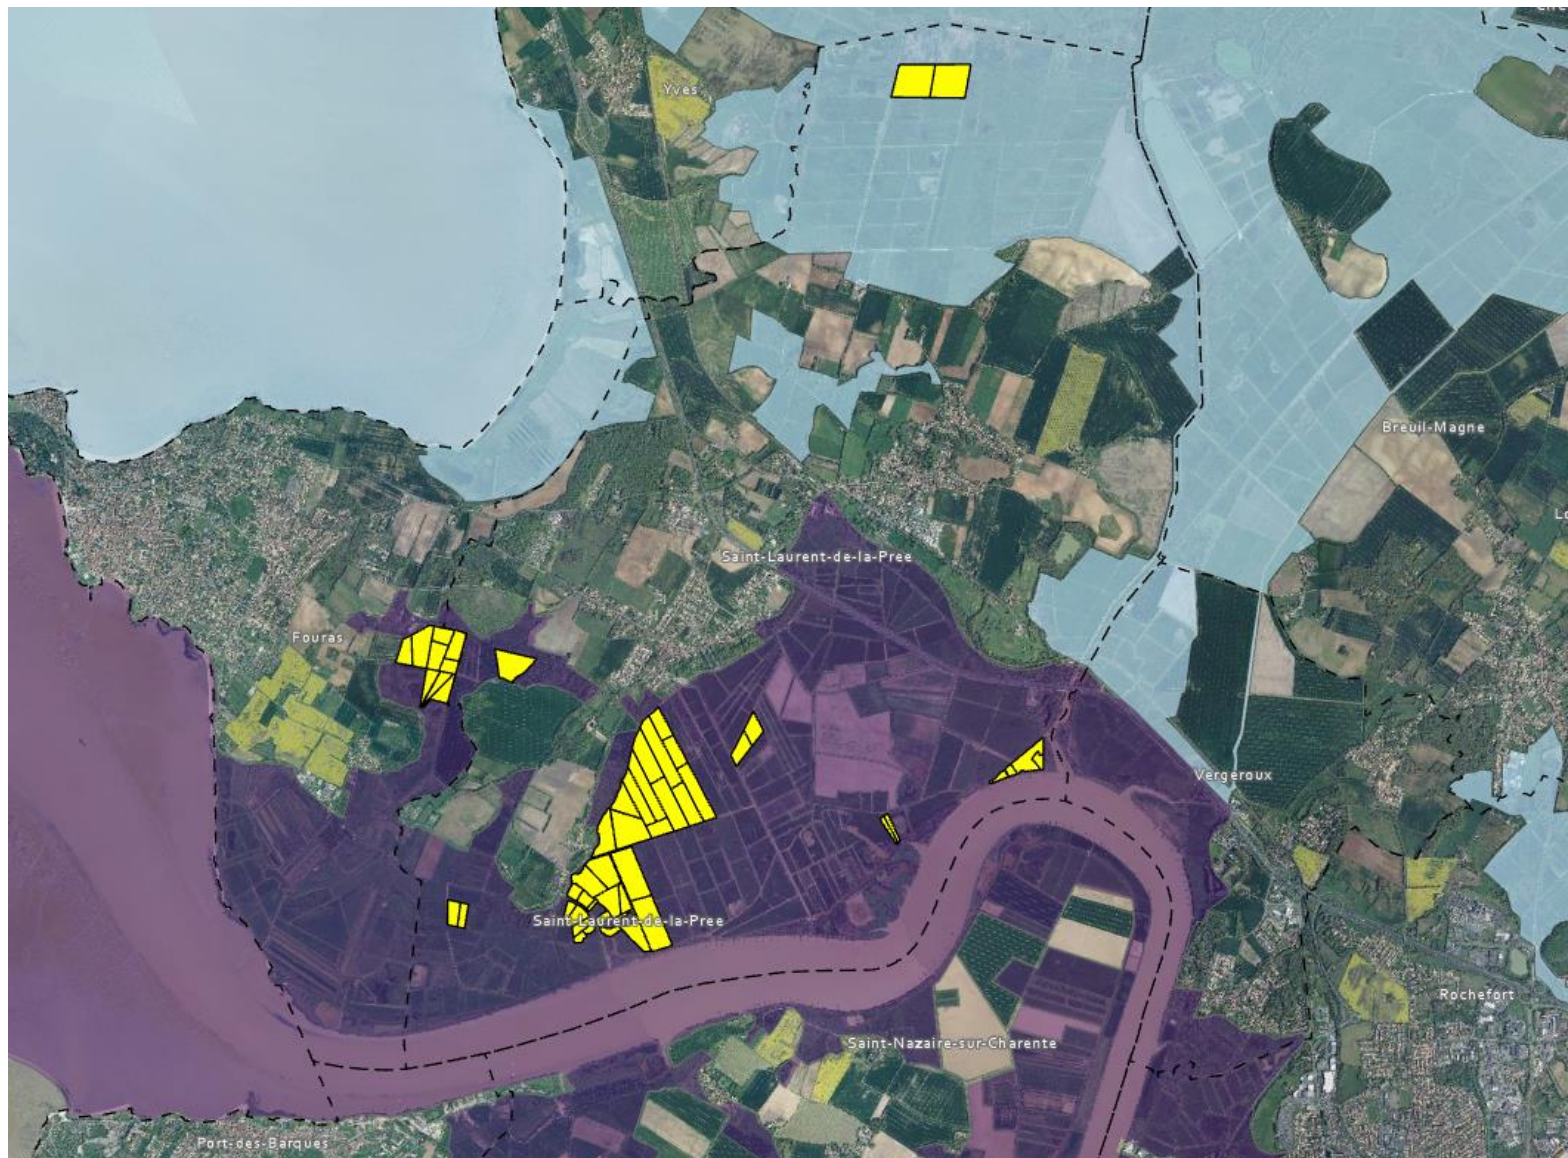 Yves
Breuil-Magne
Saint-Laurent-de-la-Pree
Fouras
Vergeroux
Saint-Laurent-de-la-Pree
Rochefort
Saint-Nazaire-sur-Charente
Port-des-Barques